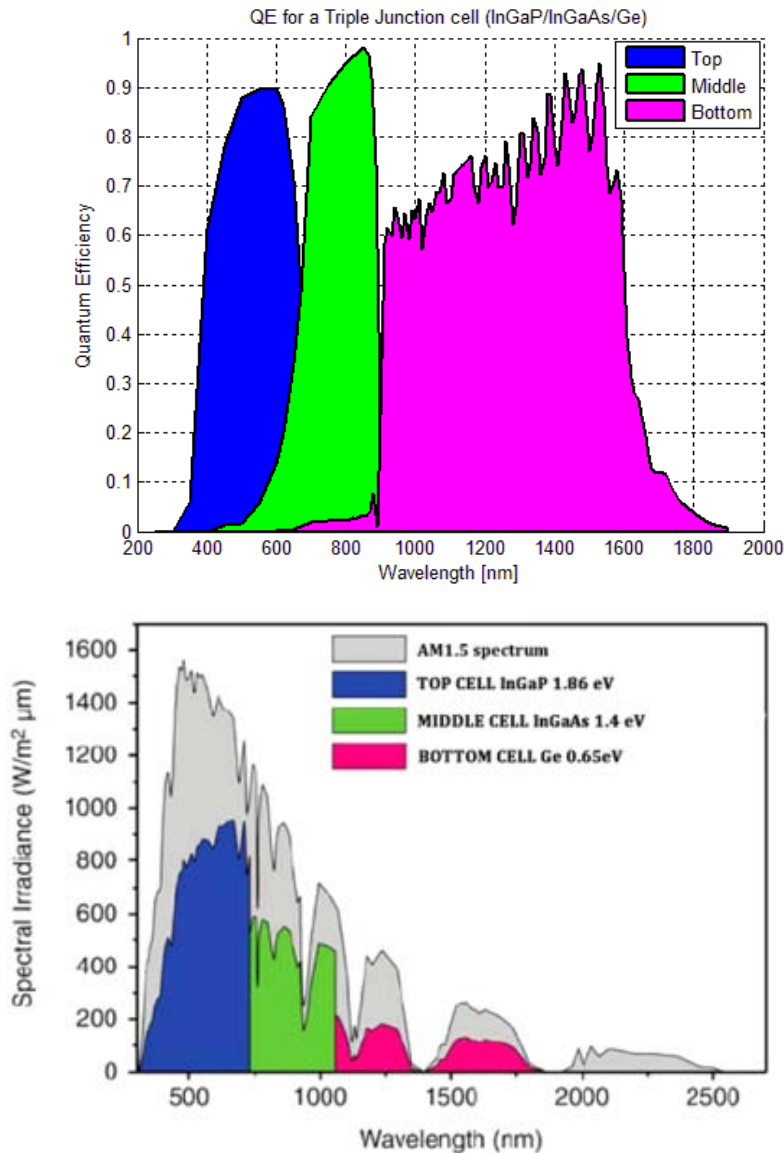 QE for a Triple Junction cell (InGaP/InGaAs/Ge)
Top
Middle
Bottom
Quantum Efficiency
1
0.9
0.8
0.7
0.6
0.5
0.4
0.3
0.2
0.1
0
200 400 600 800 1000 1200 1400 1600 1800 2000
Wavelength [nm]
AM1.5 spectrum
TOP CELL InGaP 1.86 eV
MIDDLE CELL InGaAs 1.4 eV
BOTTOM CELL Ge 0.65eV
Spectral Irradiance (W/m² µm)
1600
1400
1200
1000
800
600
400
200
0
500 1000 1500 2000 2500
Wavelength (nm)